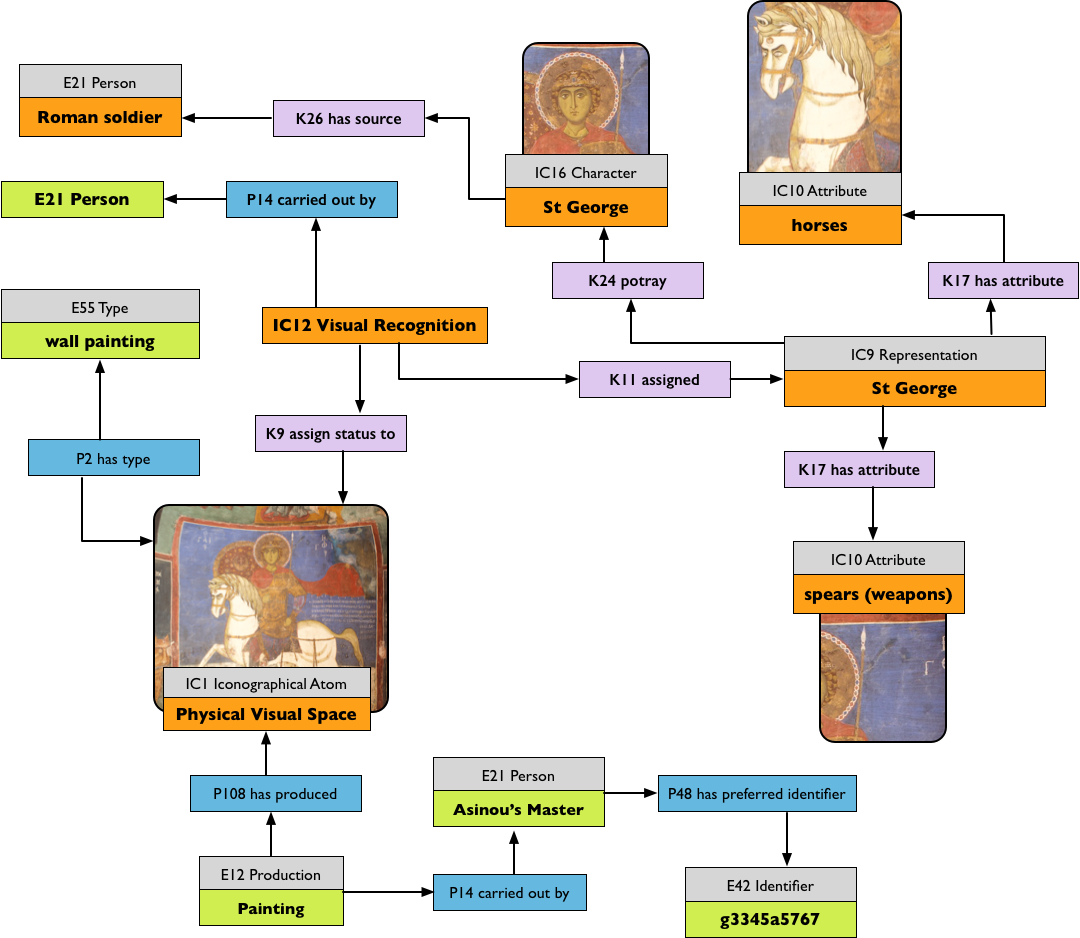 E21 Person
Roman soldier
K26 has source
IC16 Character
St George
IC10 Attribute
horses
E21 Person
P14 carried out by
K24 potray
K17 has attribute
E55 Type
wall painting
IC12 Visual Recognition
IC9 Representation
St George
K11 assigned
K9 assign status to
P2 has type
K17 has attribute
IC10 Attribute
spears (weapons)
IC1 Iconographical Atom
Physical Visual Space
P108 has produced
E21 Person
Asinou's Master
P48 has preferred identifier
E12 Production
Painting
P14 carried out by
E42 Identifier
g3345a5767